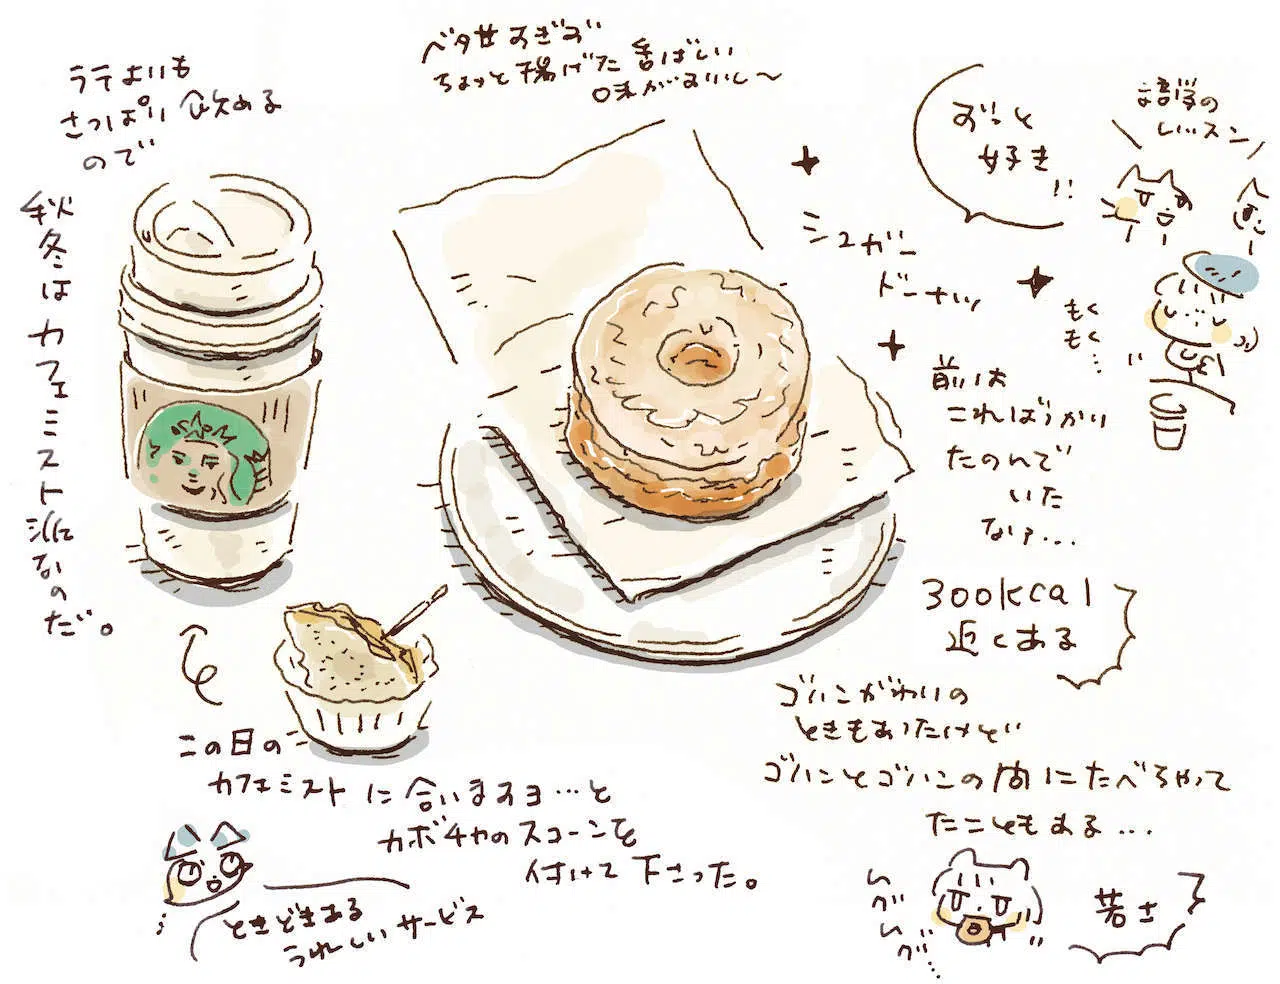 ラテよりも
さっぱり飲める
ので
秋冬はカフェミスト派なのだ。
ベタ甘すぎず
ちょっと揚げた香ばしい
味がおいし〜
シュガー
ドーナツ
ずっと
好き
!!
語学の
レッスン
もぐ
もぐ
…
前は
こればっかり
たのんで
いた
なァ...
300kcal
近くある
ゴハンがわりの
ときもあったけど
ゴハンとゴハンの間にたべちゃって
たこともある...
若さ
この日の
カフェミストに合いますヨ…と
カボチャのスコーンを
付けて下さった。
ときどきある
うれしいサービス